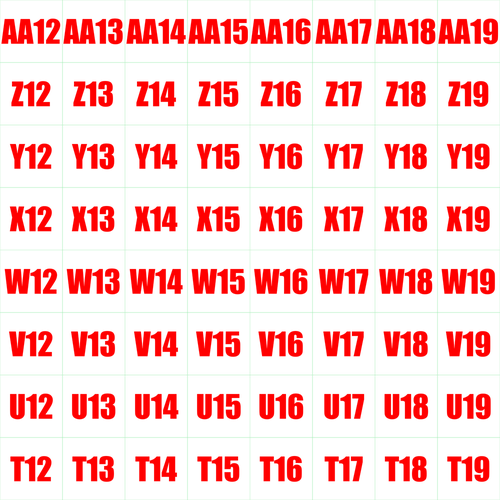 AA12 AA13 AA14 AA15 AA16 AA17 AA18 AA19
Z12 Z13 Z14 Z15 Z16 Z17 Z18 Z19
Y12 Y13 Y14 Y15 Y16 Y17 Y18 Y19
X12 X13 X14 X15 X16 X17 X18 X19
W12 W13 W14 W15 W16 W17 W18 W19
V12 V13 V14 V15 V16 V17 V18 V19
U12 U13 U14 U15 U16 U17 U18 U19
T12 T13 T14 T15 T16 T17 T18 T19